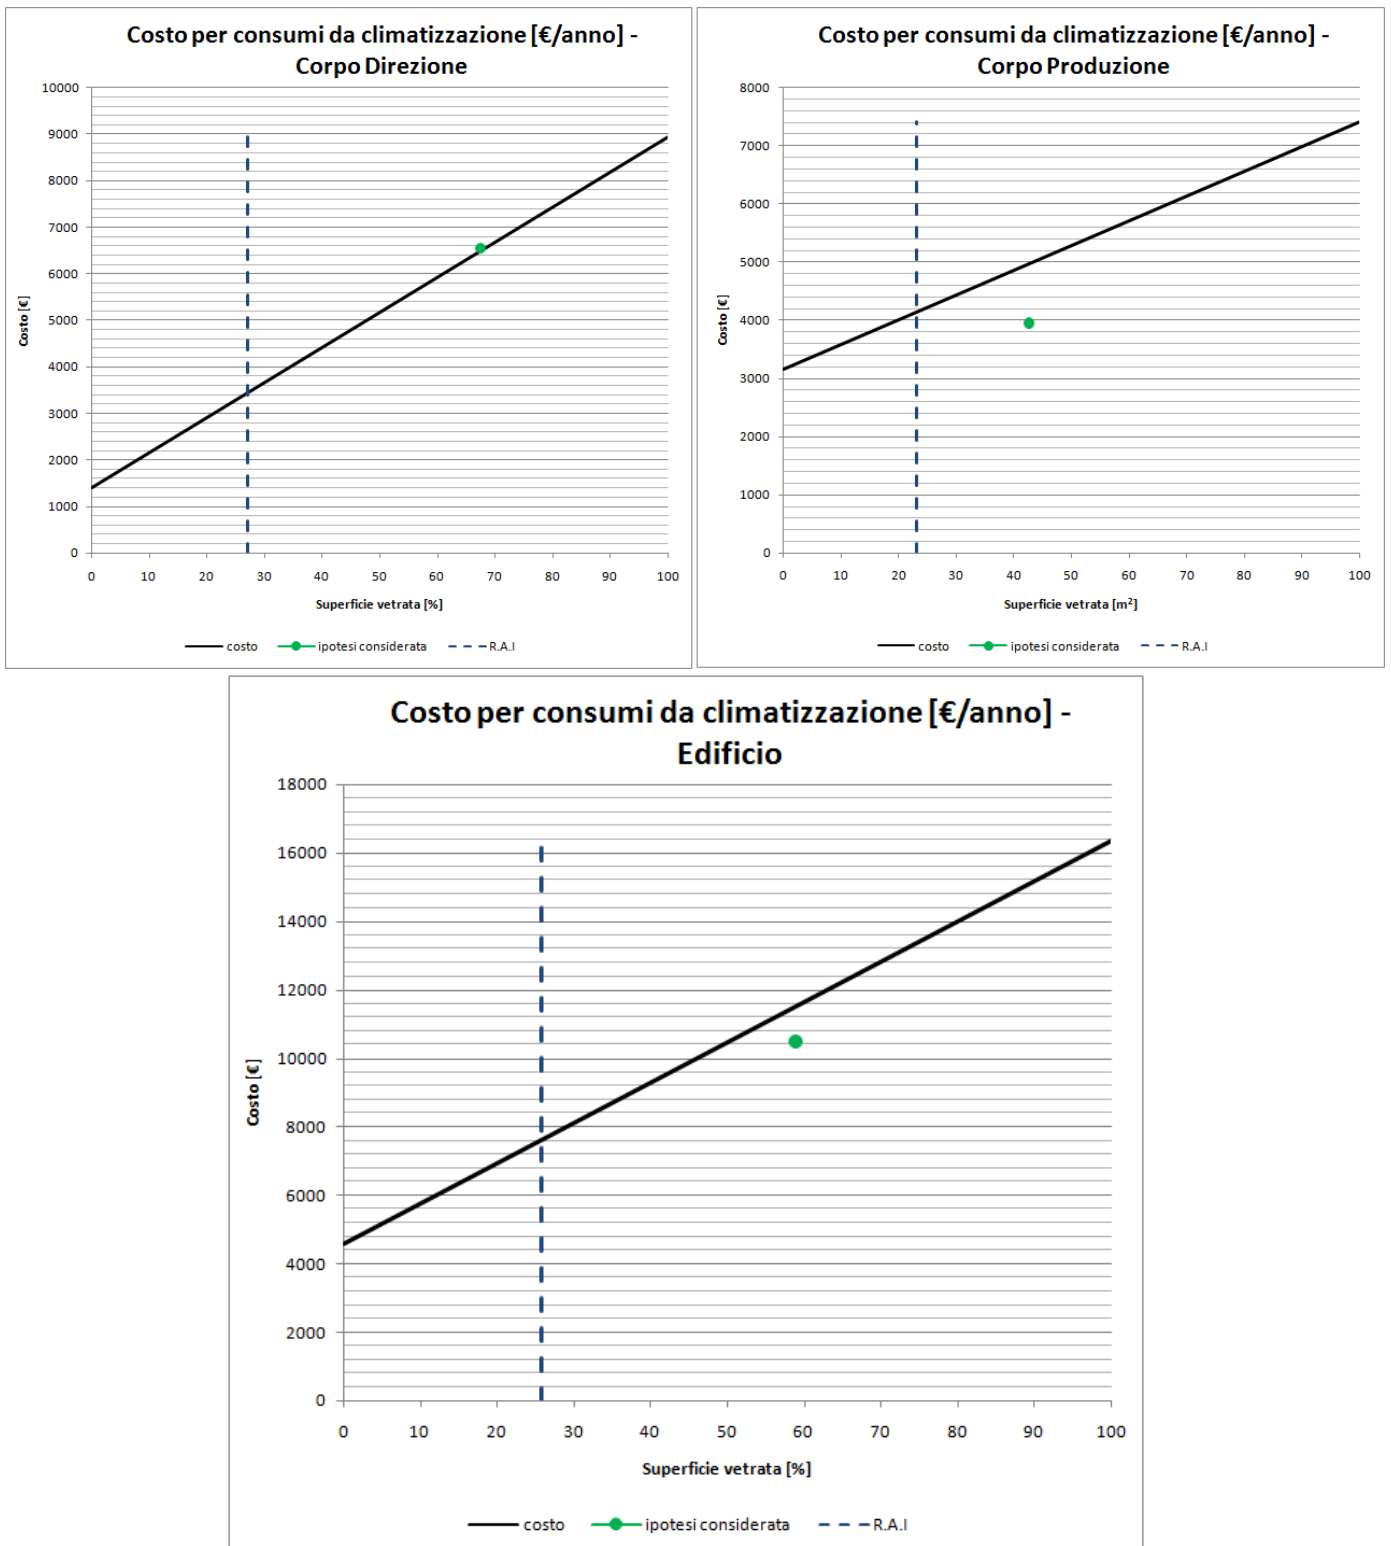 Costo per consumi da climatizzazione [€/anno] -
Corpo Direzione
10000
9000
8000
7000
6000
5000
4000
3000
2000
1000
0
Costo [€]
0 10 20 30 40 50 60 70 80 90 100
Superficie vetrata [%]
costo ipotesi considerata R.A.I
Costo per consumi da climatizzazione [€/anno] -
Corpo Produzione
8000
7000
6000
5000
4000
3000
2000
1000
0
Costo [€]
0 10 20 30 40 50 60 70 80 90 100
Superficie vetrata [m²]
costo ipotesi considerata R.A.I
Costo per consumi da climatizzazione [€/anno] -
Edificio
18000
16000
14000
12000
10000
8000
6000
4000
2000
0
Costo [€]
0 10 20 30 40 50 60 70 80 90 100
Superficie vetrata [%]
costo ipotesi considerata R.A.I